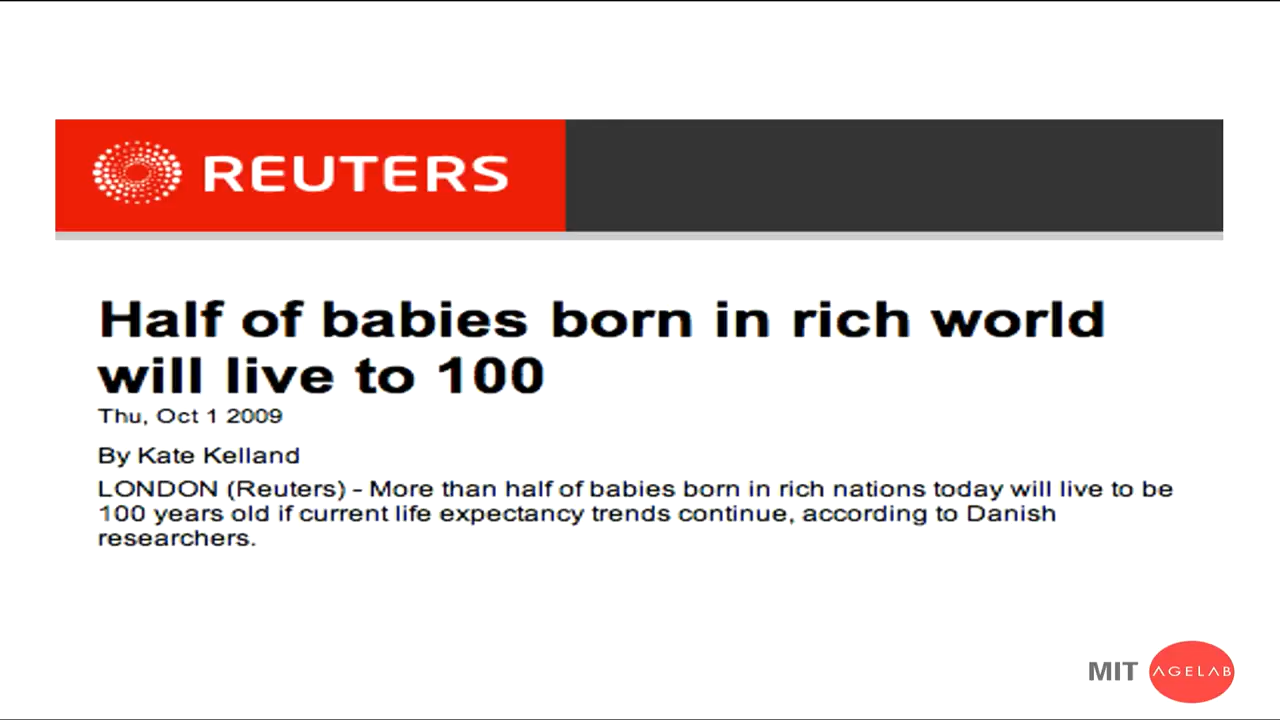 REUTERS
Half of babies born in rich world
will live to 100
Thu, Oct 1 2009
By Kate Kelland
LONDON (Reuters) - More than half of babies born in rich nations today will live to be
100 years old if current life expectancy trends continue, according to Danish
researchers.
MIT AGELAB